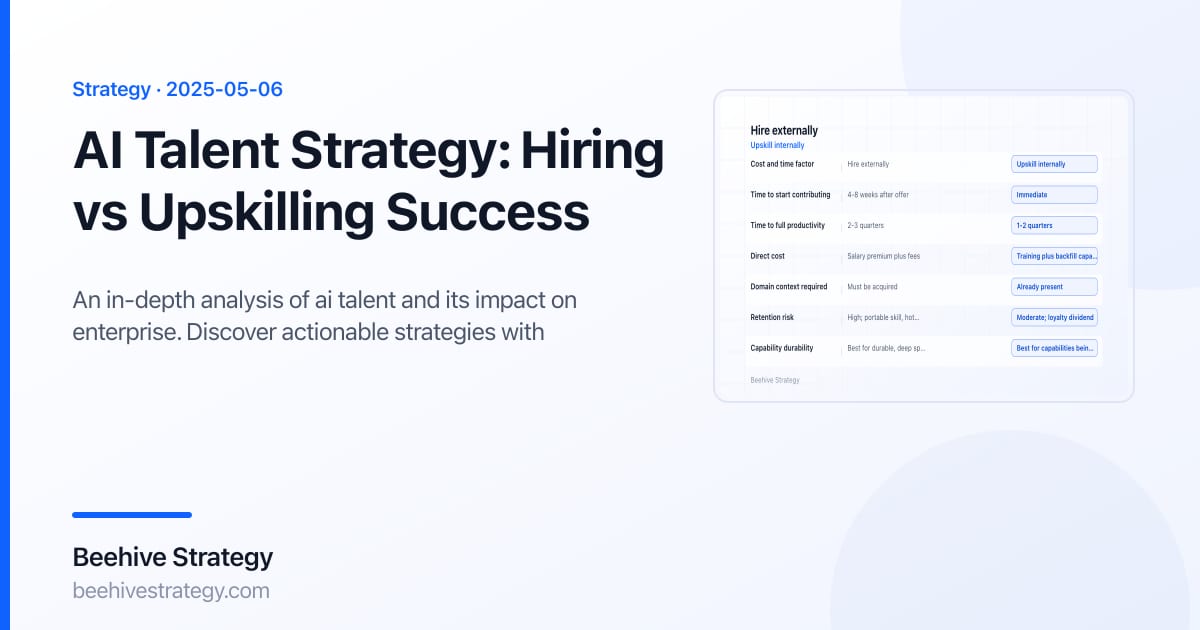 Strategy · 2025-05-06
AI Talent Strategy: Hiring
vs Upskilling Success
An in-depth analysis of ai talent and its impact on
enterprise. Discover actionable strategies with
Hire externally
Upskill internally
Cost and time factor Hire externally Upskill internally
Time to start contributing 4-8 weeks after offer Immediate
Time to full productivity 2-3 quarters 1-2 quarters
Direct cost Salary premium plus fees Training plus backfill capa...
Domain context required Must be acquired Already present
Retention risk High; portable skill, hot... Moderate; loyalty dividend
Capability durability Best for durable, deep sp... Best for capabilities bein...
Beehive Strategy
Beehive Strategy
beehivestrategy.com